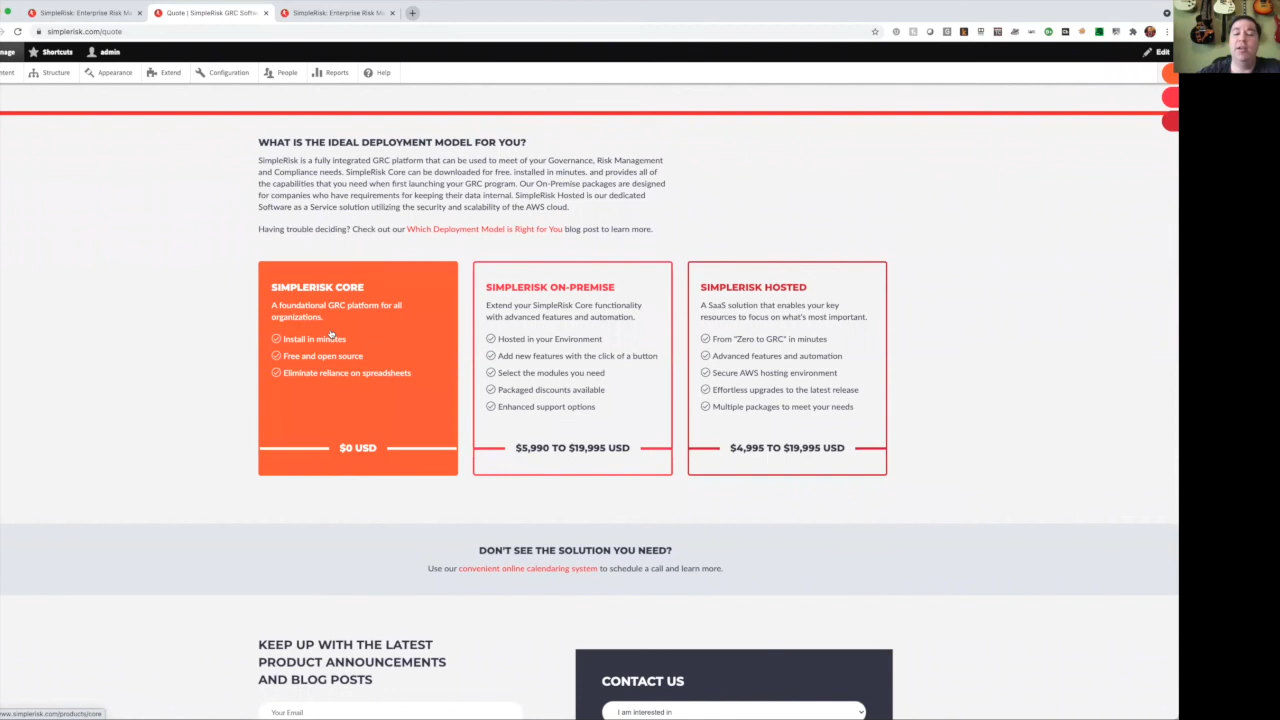 SimpleRisk: Enterprise Risk Ma
Quote | SimpleRisk GRC Softw
SimpleRisk: Enterprise Risk Ma
simplerisk.com/quote
nage
Shortcuts
admin
Edit
ntent
Structure
Appearance
Extend
Configuration
People
Reports
Help
WHAT IS THE IDEAL DEPLOYMENT MODEL FOR YOU?
SimpleRisk is a fully integrated GRC platform that can be used to meet of your Governance, Risk Management
and Compliance needs. SimpleRisk Core can be downloaded for free. installed in minutes. and provides all of
the capabilities that you need when first launching your GRC program. Our On-Premise packages are designed
for companies who have requirements for keeping their data internal. SimpleRisk Hosted is our dedicated
Software as a Service solution utilizing the security and scalability of the AWS cloud.
Having trouble deciding? Check out our Which Deployment Model is Right for You blog post to learn more.
SIMPLERISK CORE
A foundational GRC platform for all
organizations.
Install in minutes
Free and open source
Eliminate reliance on spreadsheets
$0 USD
SIMPLERISK ON-PREMISE
Extend your SimpleRisk Core functionality
with advanced features and automation.
Hosted in your Environment
Add new features with the click of a button
Select the modules you need
Packaged discounts available
Enhanced support options
$5,990 TO $19,995 USD
SIMPLERISK HOSTED
A SaaS solution that enables your key
resources to focus on what's most important.
From "Zero to GRC" in minutes
Advanced features and automation
Secure AWS hosting environment
Effortless upgrades to the latest release
Multiple packages to meet your needs
$4,995 TO $19,995 USD
DON'T SEE THE SOLUTION YOU NEED?
Use our convenient online calendaring system to schedule a call and learn more.
KEEP UP WITH THE LATEST
PRODUCT ANNOUNCEMENTS
AND BLOG POSTS
Your Email
CONTACT US
I am interested in
www.simplerisk.com/products/core